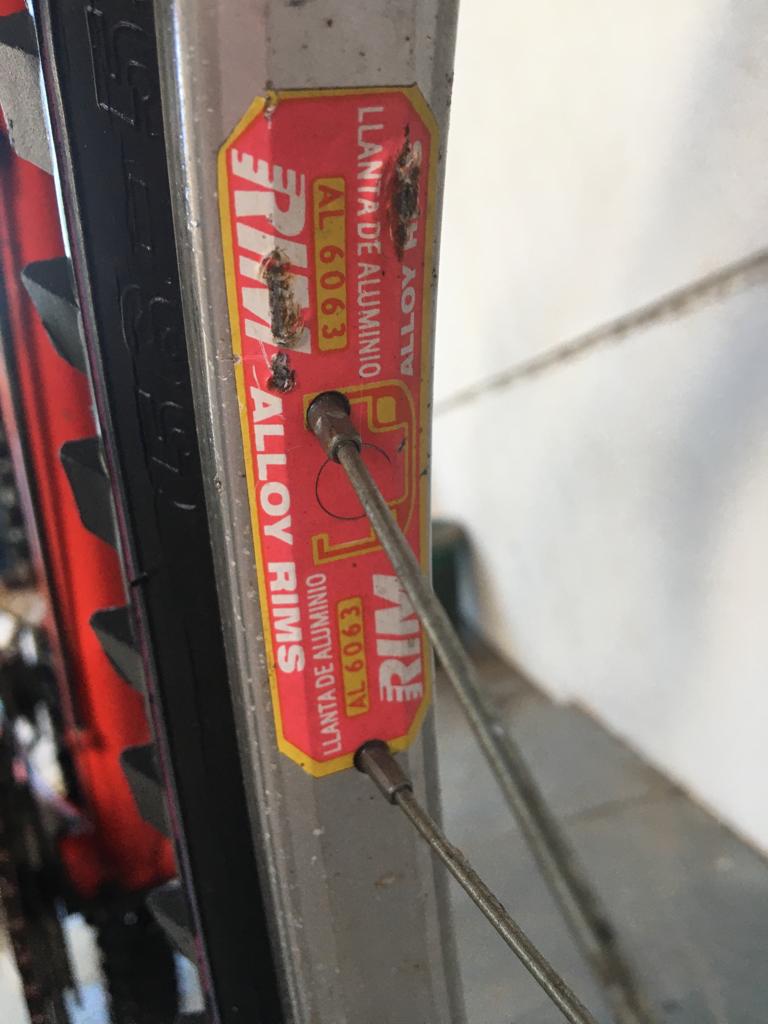 RIM ALLOY RIMS
AL 6063
LLANTA DE ALUMINIO
ALLOY
RIM
AL 6063
LLANTA DE ALUMINIO